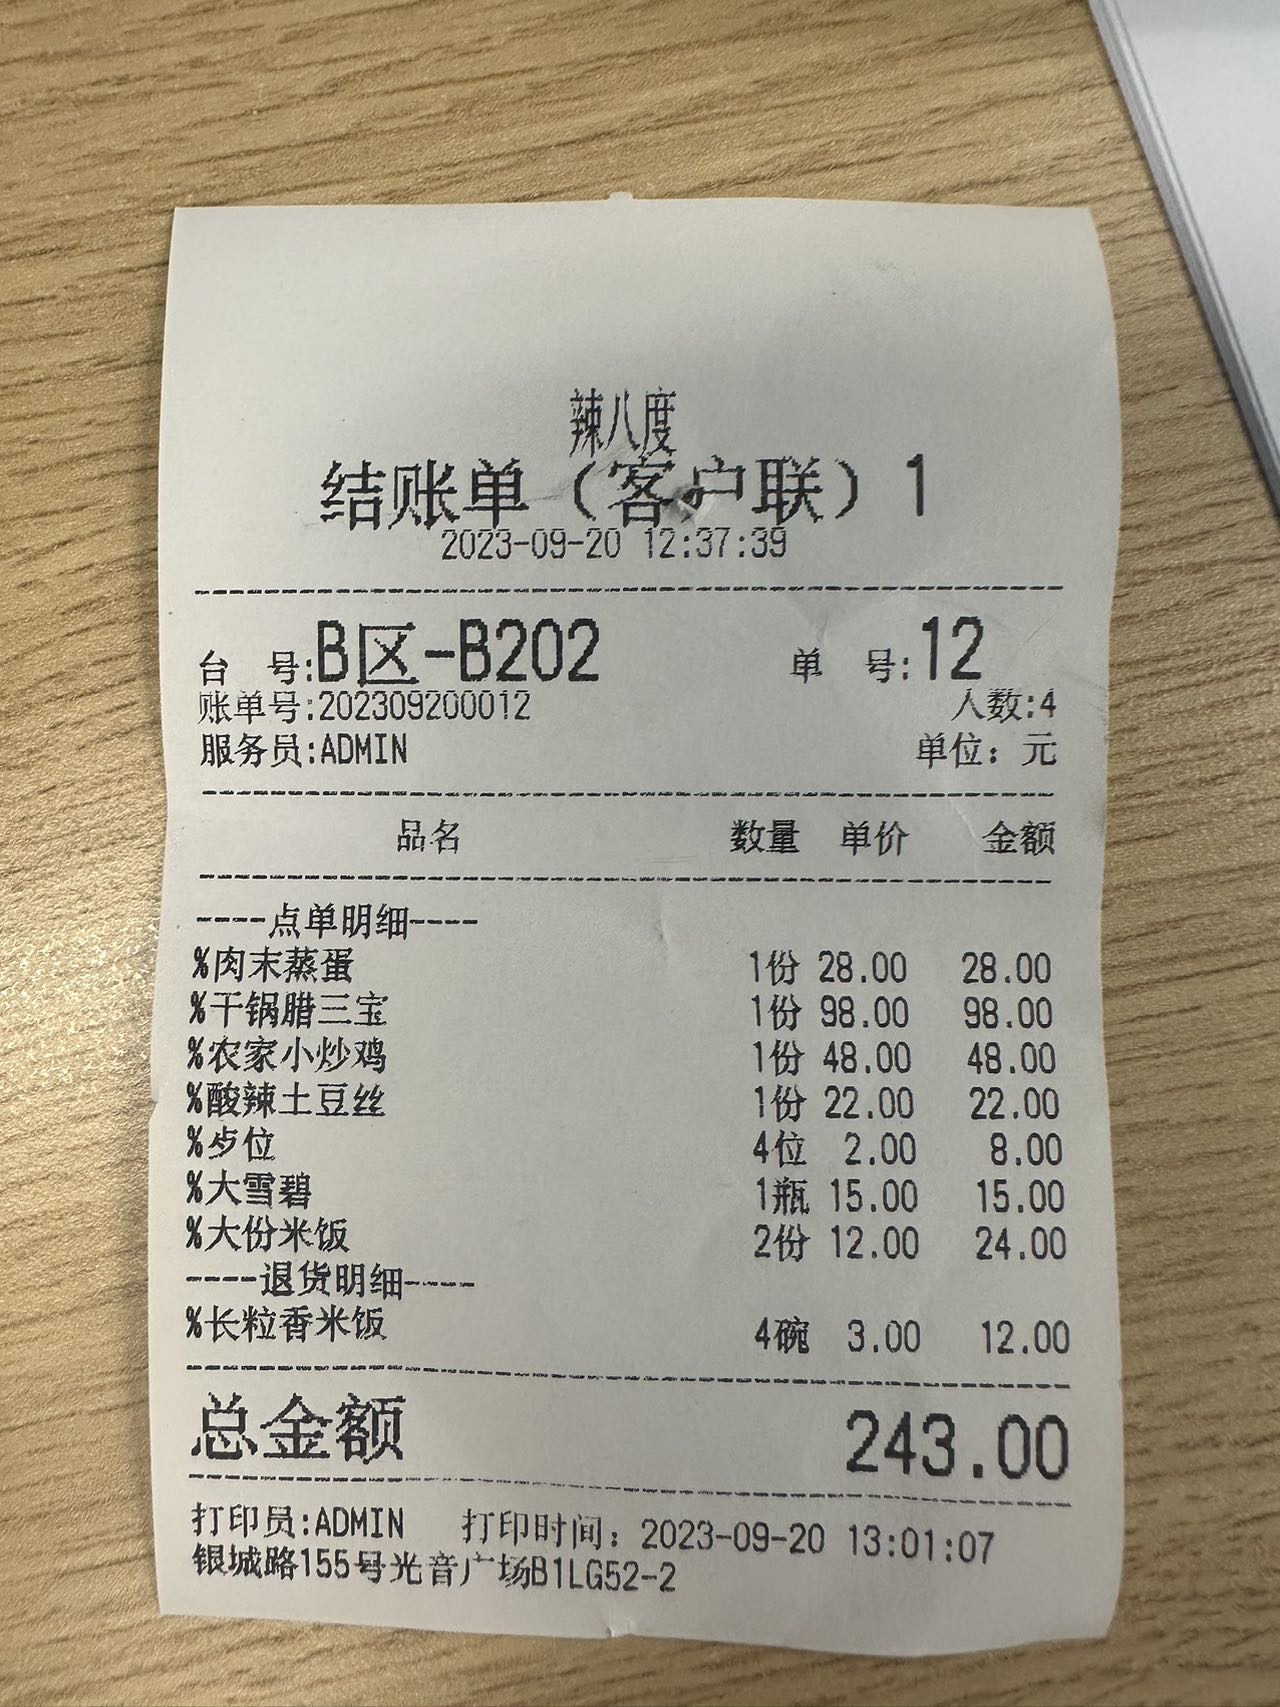 辣八度
结账单（客户联）1
2023-09-20 12:37:39
台 号:B区-B202 单 号:12
账单号:202309200012 人数:4
服务员:ADMIN 单位：元
品名 数量 单价 金额
----点单明细----
%肉末蒸蛋 1份 28.00 28.00
%干锅腊三宝 1份 98.00 98.00
%农家小炒鸡 1份 48.00 48.00
%酸辣土豆丝 1份 22.00 22.00
%歺位 4位 2.00 8.00
%大雪碧 1瓶 15.00 15.00
%大份米饭 2份 12.00 24.00
----退货明细----
%长粒香米饭 4碗 3.00 12.00
总金额 243.00
打印员:ADMIN 打印时间：2023-09-20 13:01:07
银城路155号光音广场B1LG52-2